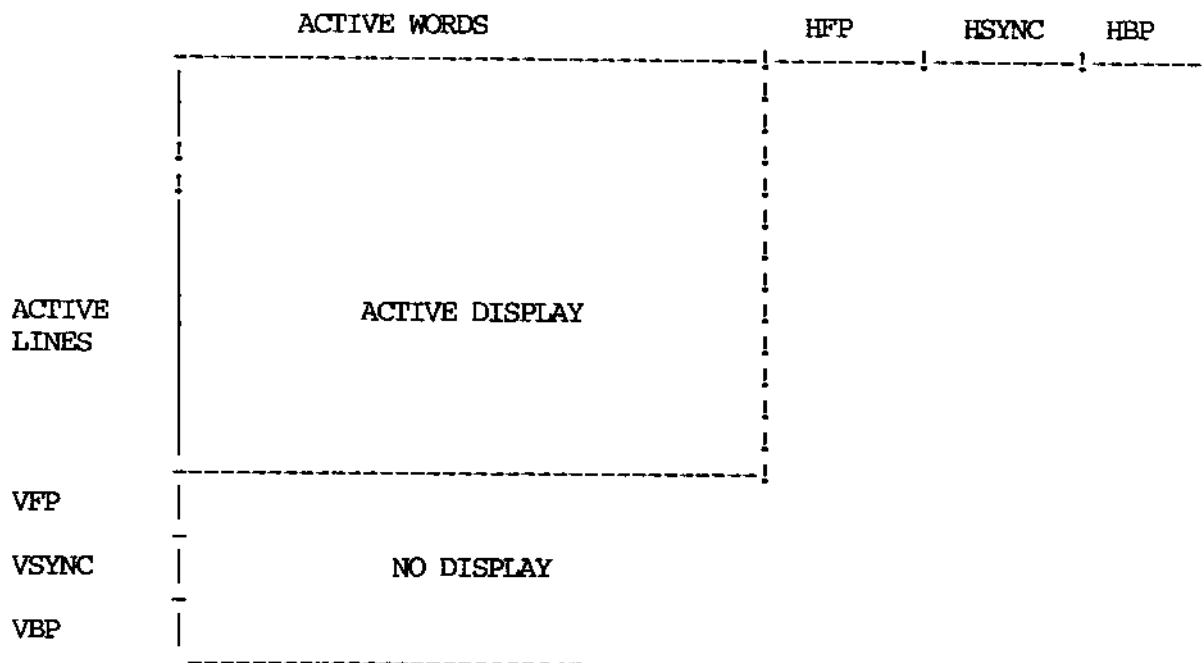 ACTIVE WORDS HFP HSYNC HBP
ACTIVE ACTIVE DISPLAY
LINES
VFP
VSYNC NO DISPLAY
VBP